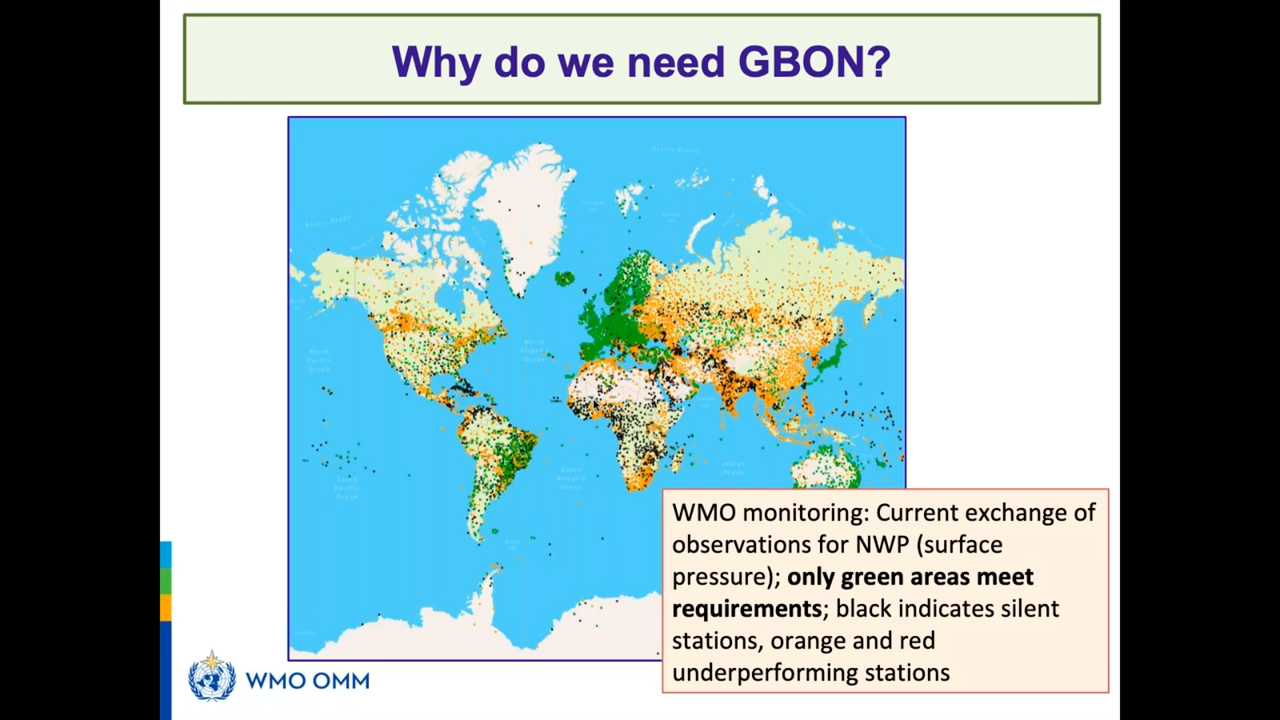 Why do we need GBON?
WMO monitoring: Current exchange of
observations for NWP (surface
pressure); only green areas meet
requirements; black indicates silent
stations, orange and red
underperforming stations
WMO OMM